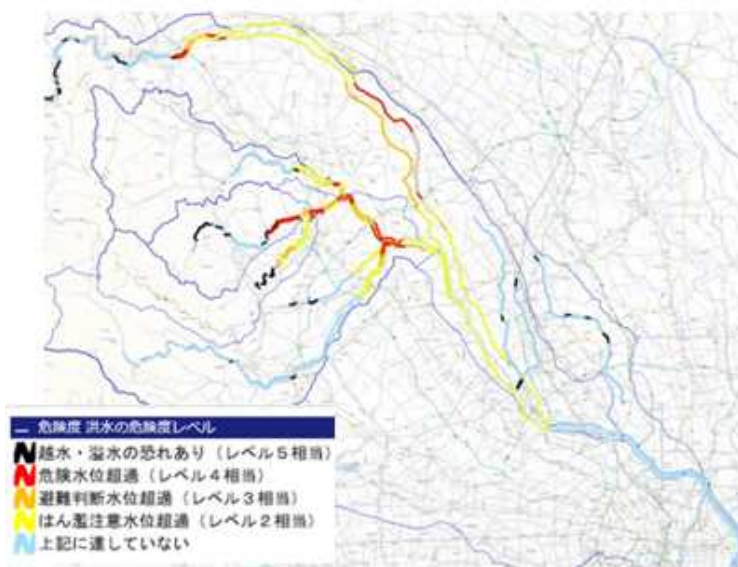 危険度 洪水の危険度レベル
越水・溢水の恐れあり（レベル５相当）
危険水位超過（レベル４相当）
避難判断水位超過（レベル３相当）
はん濫注意水位超過（レベル２相当）
上記に達していない